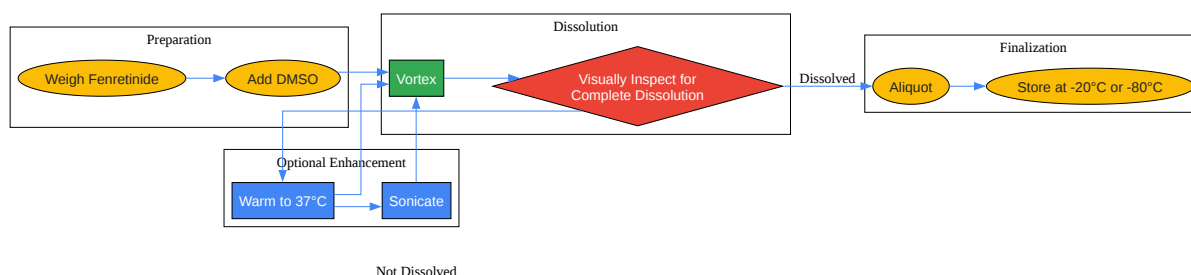 Preparation
Weigh Fenretinide
Add DMSO
Dissolution
Vortex
Visually Inspect for
Complete Dissolution
Dissolved
Finalization
Aliquot
Store at -20°C or -80°C
Optional Enhancement
Warm to 37°C
Sonicate
Not Dissolved